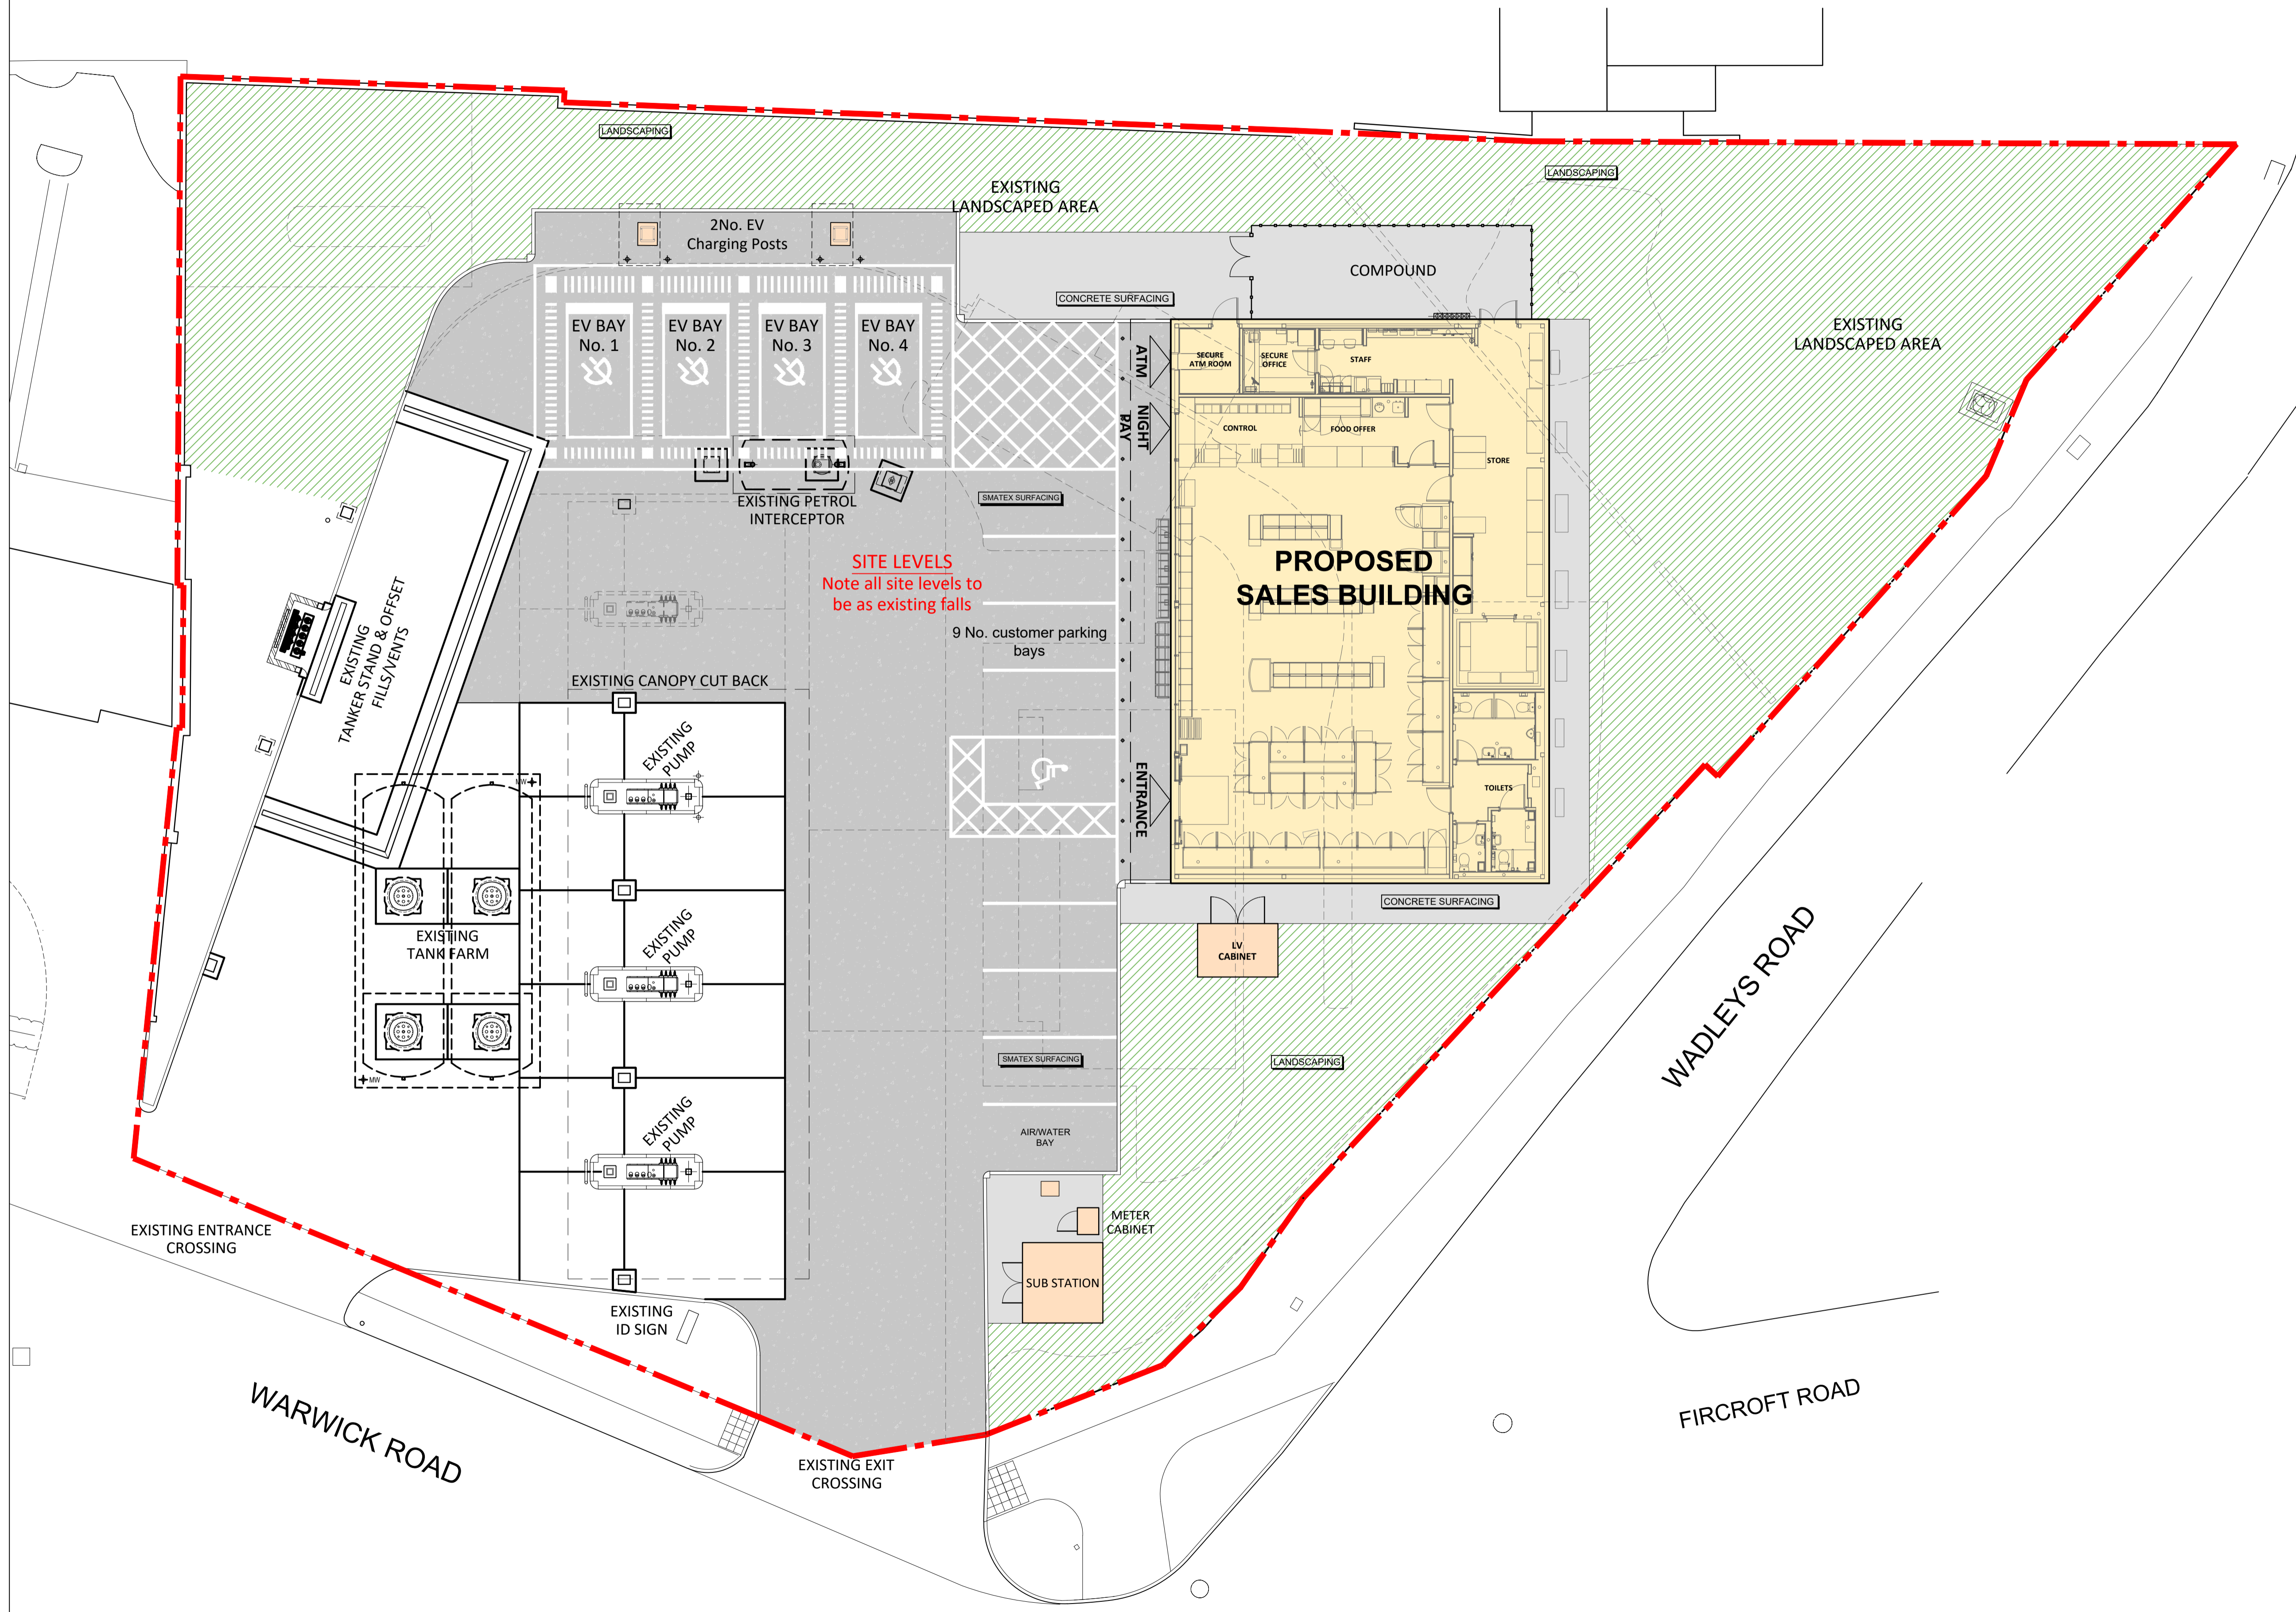 LANDSCAPING
LANDSCAPING
EXISTING
LANDSCAPED AREA
2No. EV
Charging Posts
COMPOUND
CONCRETE SURFACING
EV BAY
No. 1
EV BAY
No. 2
EV BAY
No. 3
EV BAY
No. 4
EXISTING
LANDSCAPED AREA
ATM
SECURE
ATM ROOM
SECURE
OFFICE
STAFF
NIGHT
PAY
CONTROL
FOOD OFFER
STORE
EXISTING PETROL
INTERCEPTOR
SMATEX SURFACING
SITE LEVELS
Note all site levels to
be as existing falls
PROPOSED
SALES BUILDING
9 No. customer parking
bays
EXISTING
TANKER STAND & OFFSET
FILLS/VENTS
EXISTING CANOPY CUT BACK
EXISTING
PUMP
MW
ENTRANCE
TOILETS
CONCRETE SURFACING
EXISTING
TANK FARM
EXISTING
PUMP
LV
CABINET
WADLEYS ROAD
MW
SMATEX SURFACING
LANDSCAPING
EXISTING
PUMP
AIR/WATER
BAY
METER
CABINET
EXISTING ENTRANCE
CROSSING
SUB STATION
EXISTING
ID SIGN
WARWICK ROAD
FIRCROFT ROAD
EXISTING EXIT
CROSSING